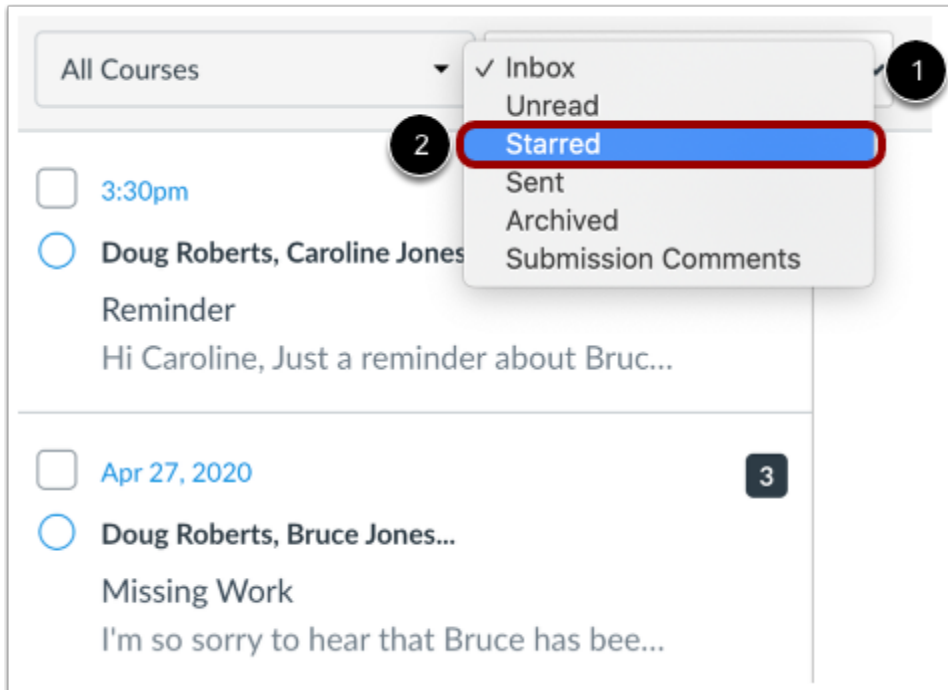 All Courses
✓ Inbox
1
Unread
2
Starred
Sent
Archived
Submission Comments
3:30pm
Doug Roberts, Caroline Jones
Reminder
Hi Caroline, Just a reminder about Bruc...
Apr 27, 2020
3
Doug Roberts, Bruce Jones...
Missing Work
I'm so sorry to hear that Bruce has bee...